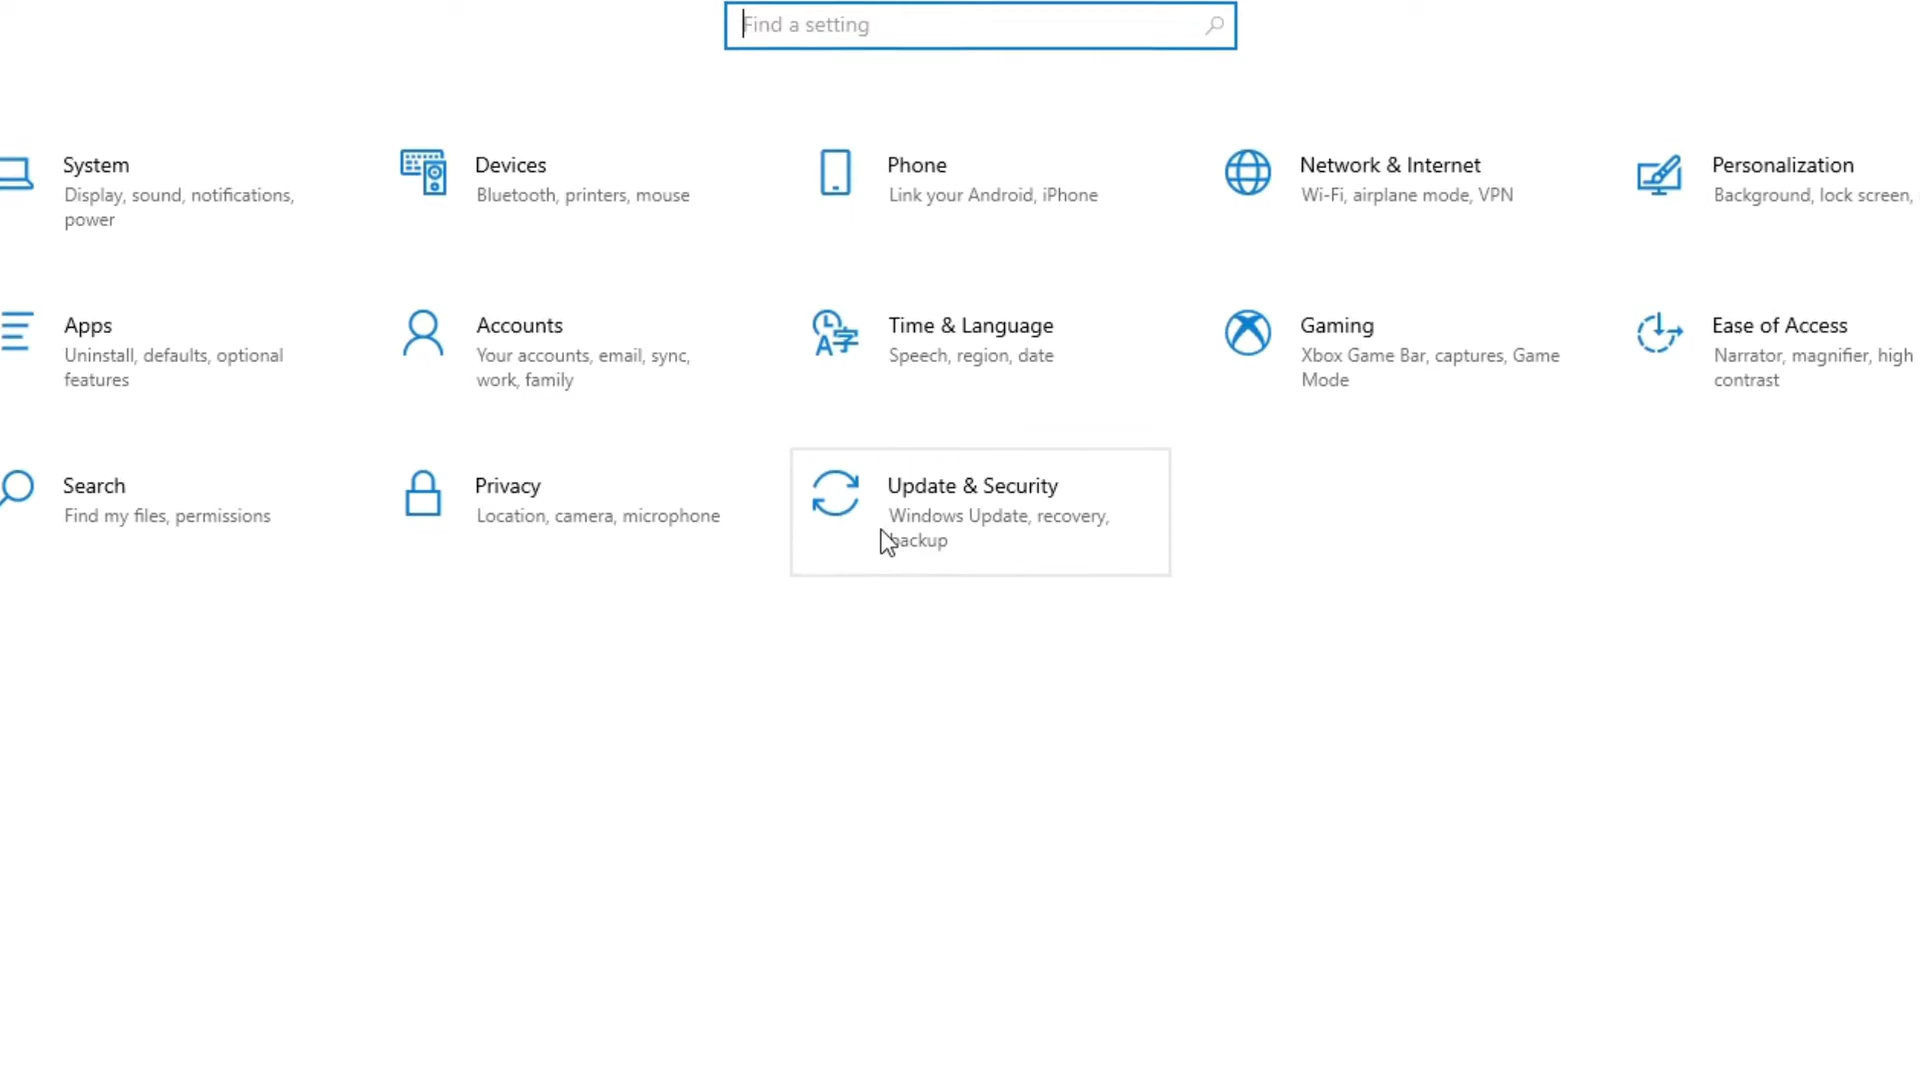 Find a setting
System
Display, sound, notifications,
power
Devices
Bluetooth, printers, mouse
Phone
Link your Android, iPhone
Network & Internet
Wi-Fi, airplane mode, VPN
Personalization
Background, lock screen,
Apps
Uninstall, defaults, optional
features
Accounts
Your accounts, email, sync,
work, family
Time & Language
Speech, region, date
Gaming
Xbox Game Bar, captures, Game
Mode
Ease of Access
Narrator, magnifier, high
contrast
Search
Find my files, permissions
Privacy
Location, camera, microphone
Update & Security
Windows Update, recovery,
backup